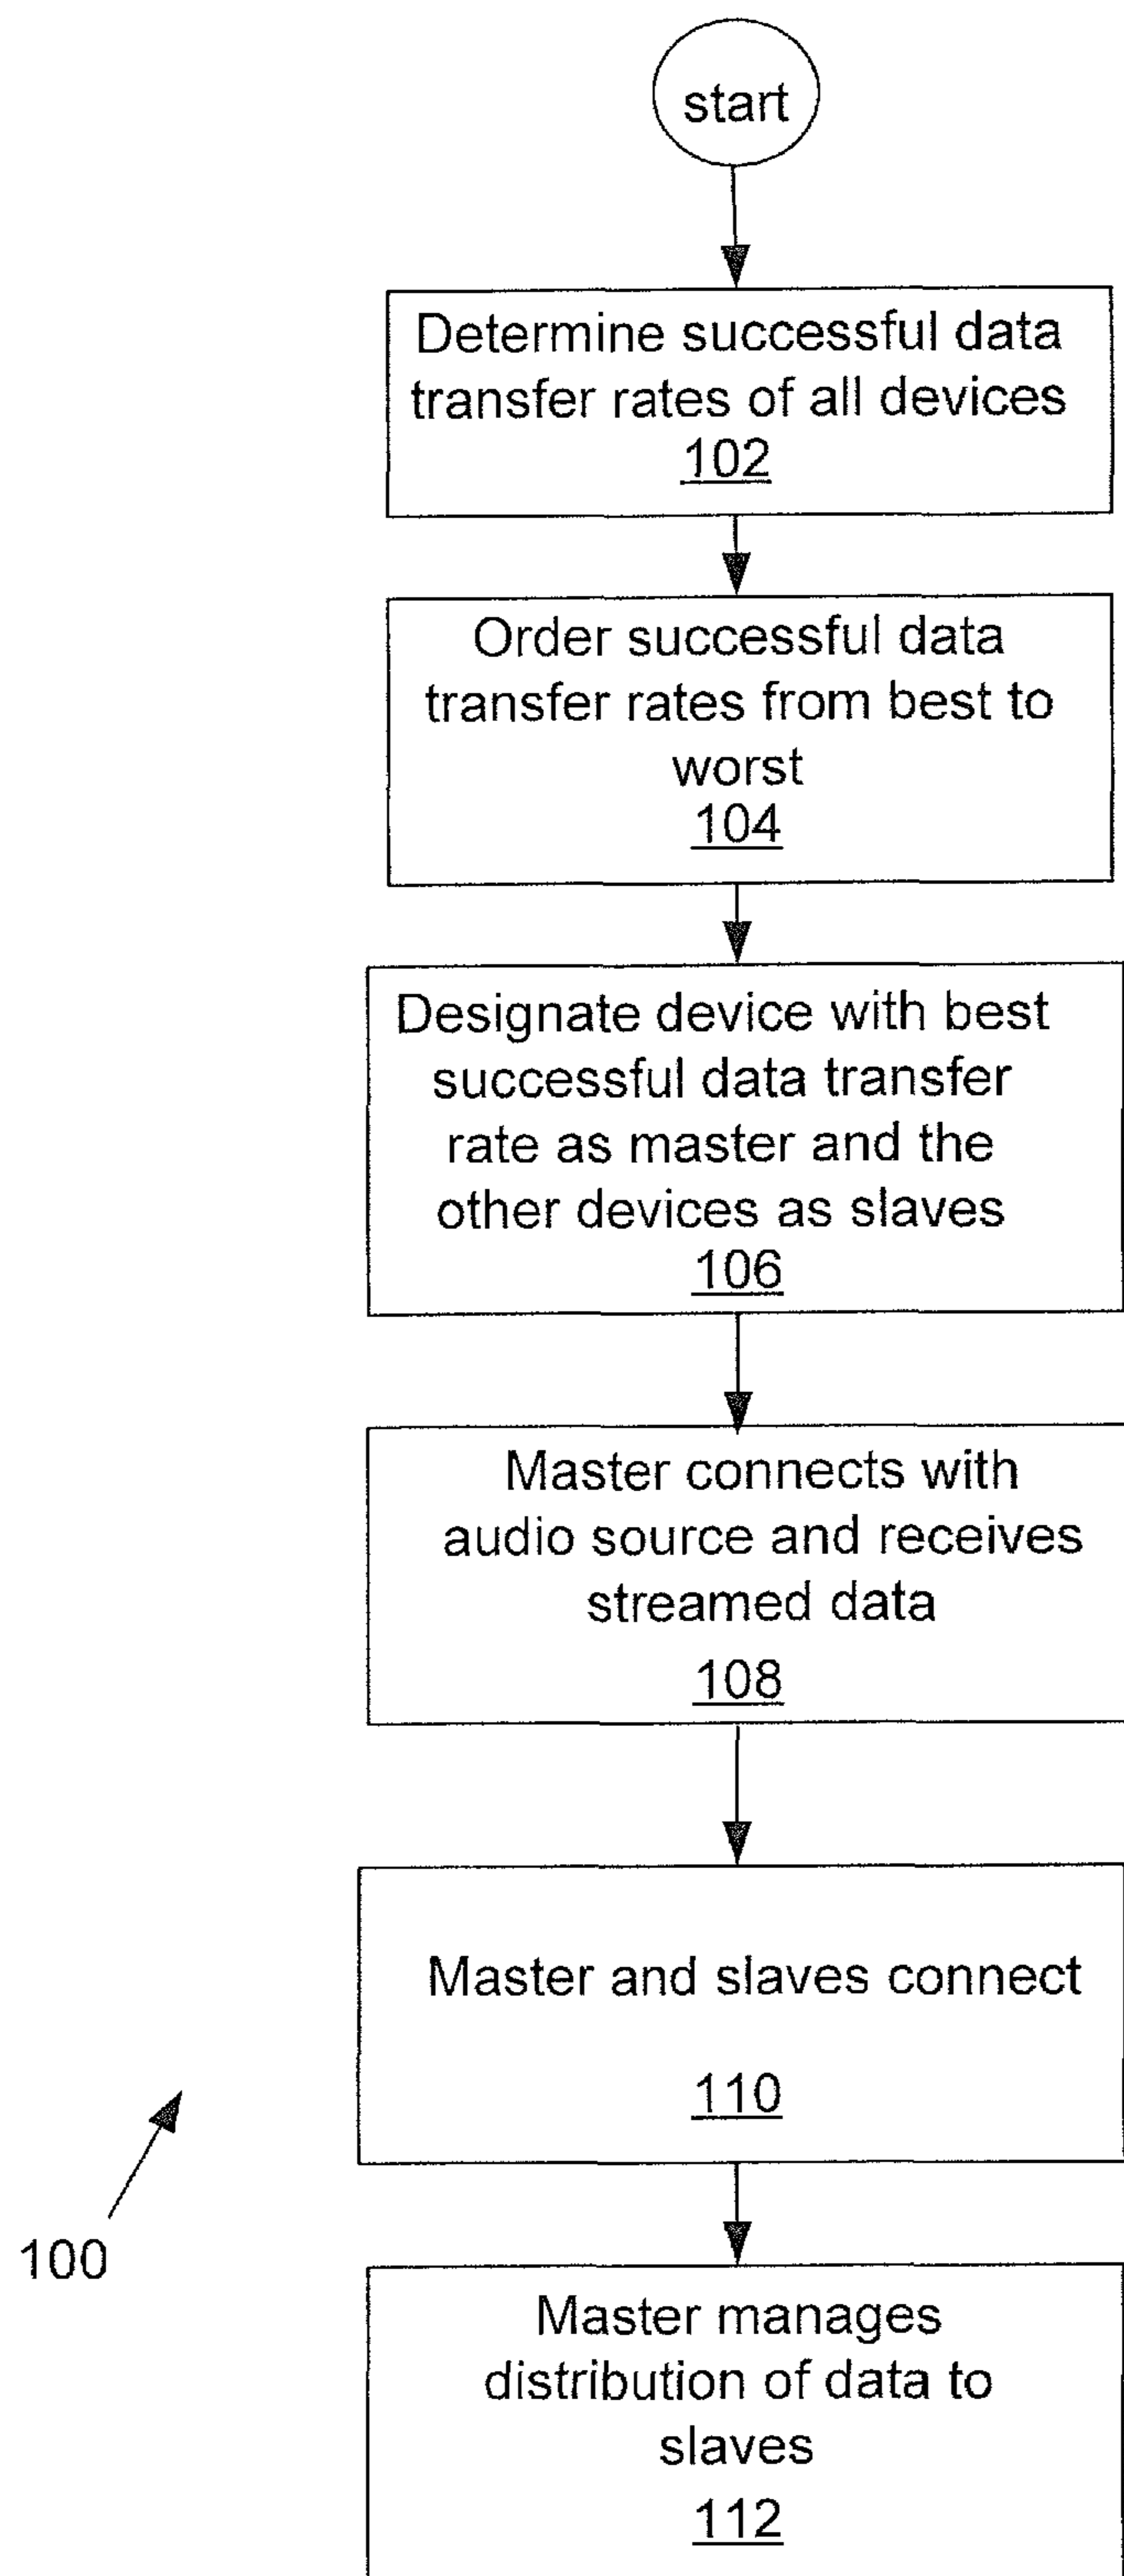 start
Determine successful data
transfer rates of all devices
102
Order successful data
transfer rates from best to
worst
104
Designate device with best
successful data transfer
rate as master and the
other devices as slaves
106
Master connects with
audio source and receives
streamed data
108
Master and slaves connect
110
100
Master manages
distribution of data to
slaves
112